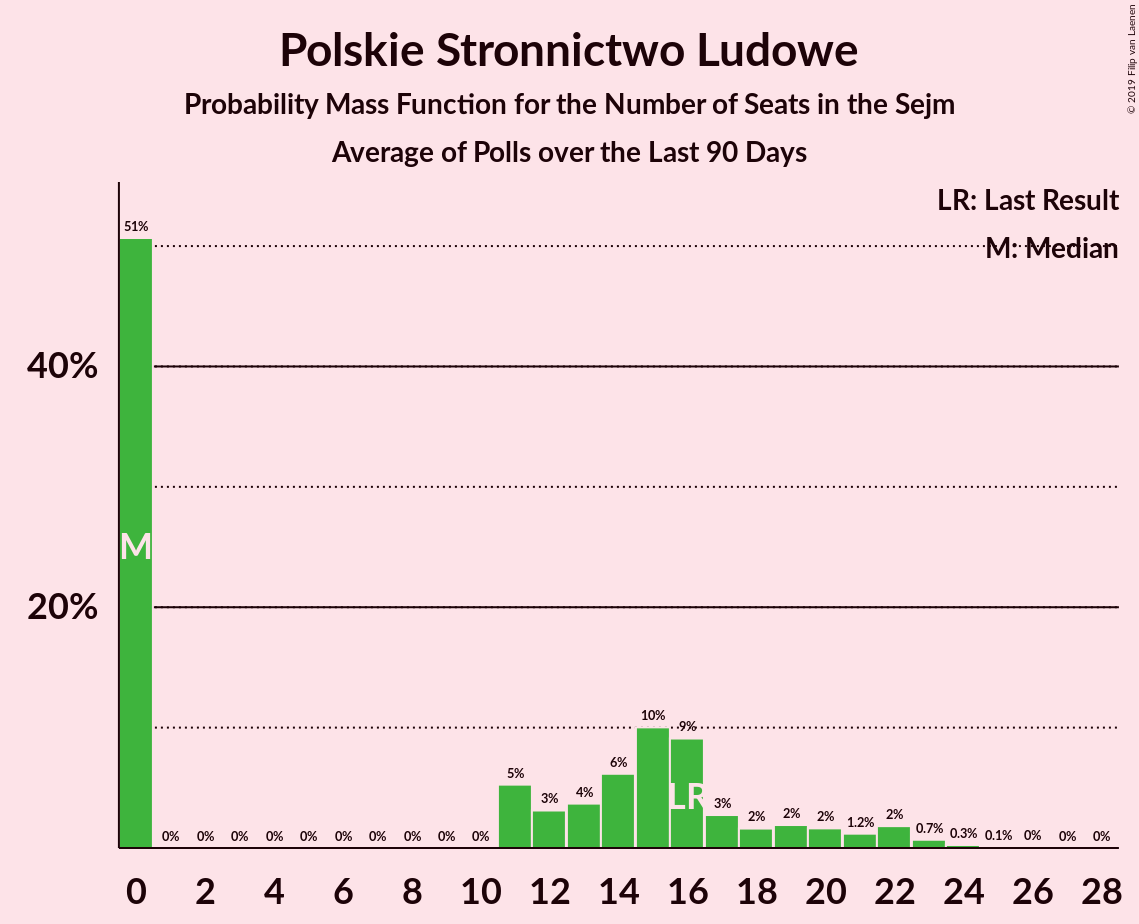 Polskie Stronnictwo Ludowe
Probability Mass Function for the Number of Seats in the Sejm
Average of Polls over the Last 90 Days
© 2019 Filip van Laenen
LR: Last Result
M: Median
51%
40%
20%
M
0% 0% 0% 0% 0% 0% 0% 0% 0% 0% 5% 3% 4% 6% 10% 9% 3% 2% 2% 2% 1.2% 2% 0.7% 0.3% 0.1% 0% 0% 0%
LR
0 2 4 6 8 10 12 14 16 18 20 22 24 26 28